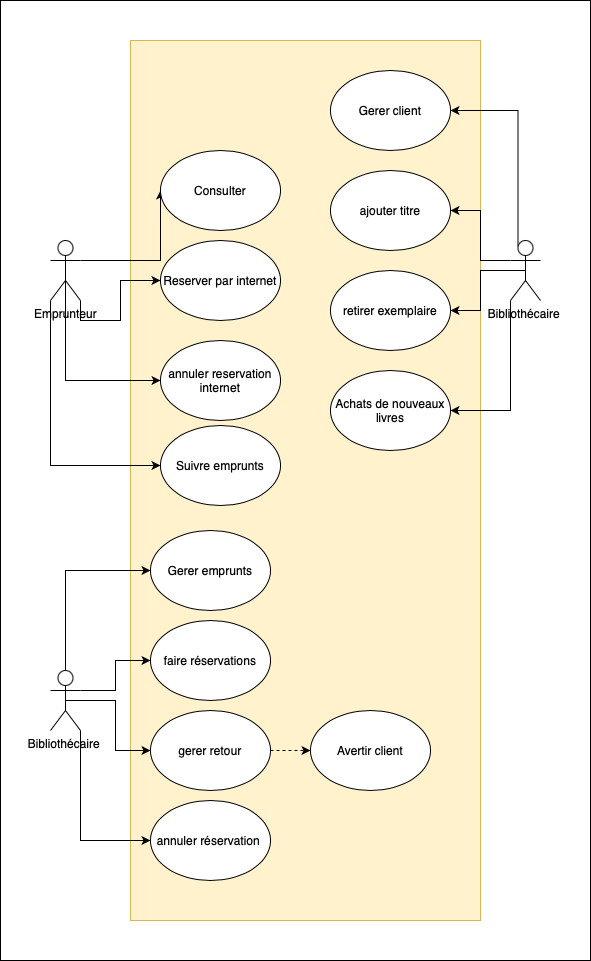 Gerer client
Consulter
ajouter titre
Reserver par internet
Emprunteur
retirer exemplaire
Bibliothécaire
annuler reservation
internet
Achats de nouveaux
livres
Suivre emprunts
Gerer emprunts
faire réservations
Bibliothécaire
gerer retour
Avertir client
annuler réservation